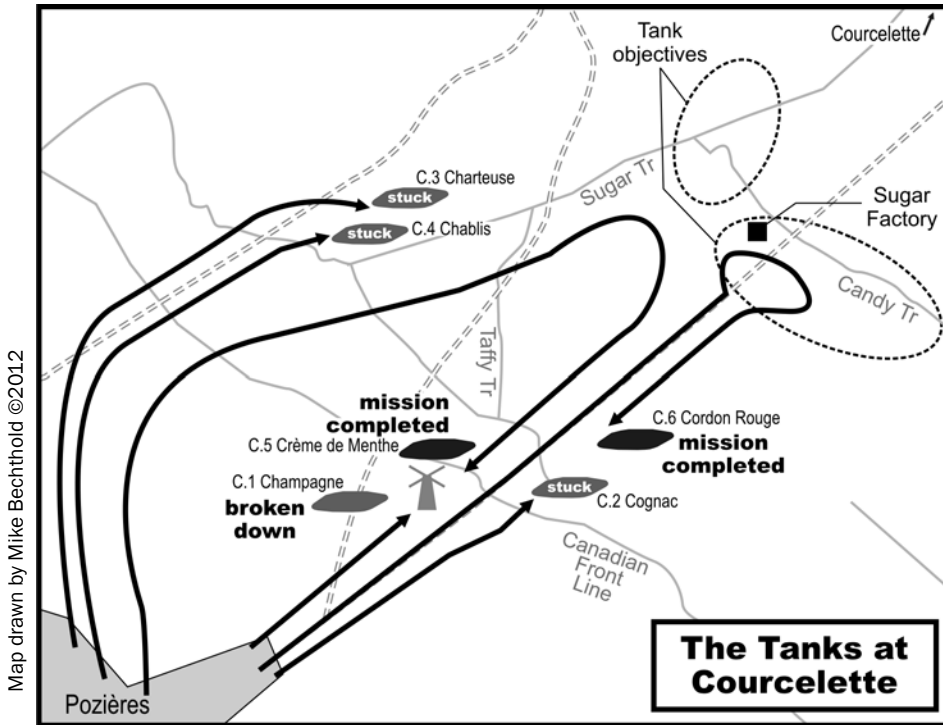 Courcelette
Tank
objectives
C.3 Charteuse
stuck
stuck
C.4 Chablis
Sugar Tr
Sugar
Factory
Candy Tr
Taffy Tr
mission
completed
C.5 Crème de Menthe
C.6 Cordon Rouge
mission
completed
C.1 Champagne
broken
down
stuck
C.2 Cognac
Canadian
Front
Line
Pozières
The Tanks at
Courcelette
Map drawn by Mike Bechthold ©2012